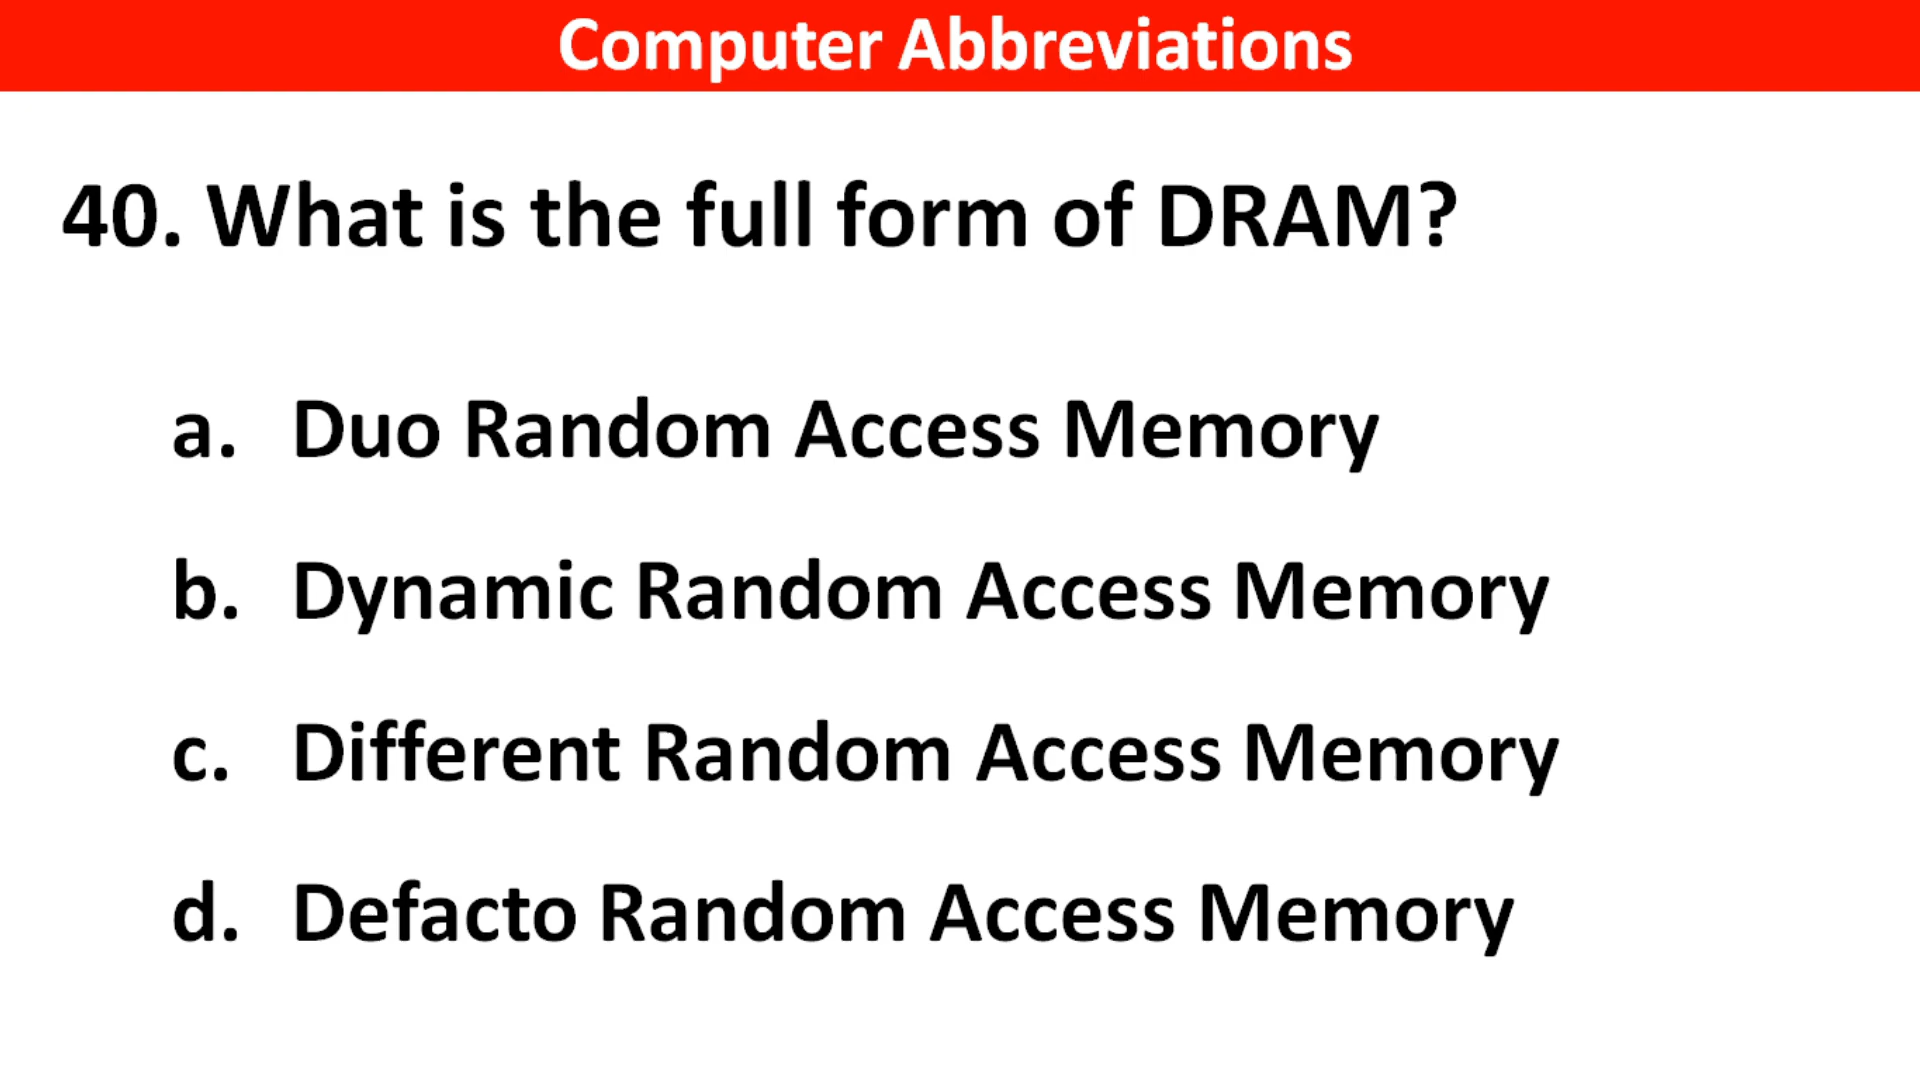 Computer Abbreviations
40. What is the full form of DRAM?
a. Duo Random Access Memory
b. Dynamic Random Access Memory
c. Different Random Access Memory
d. Defacto Random Access Memory